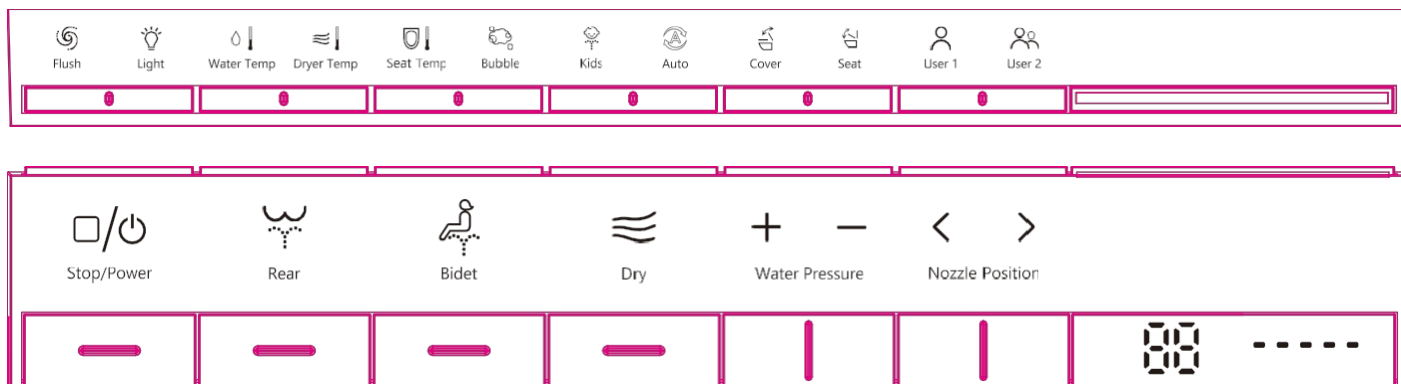 Flush Light Water Temp Dryer Temp Seat Temp Bubble Kids Auto Cover Seat User 1 User 2
Stop/Power Rear Bidet Dry Water Pressure Nozzle Position
88 -----